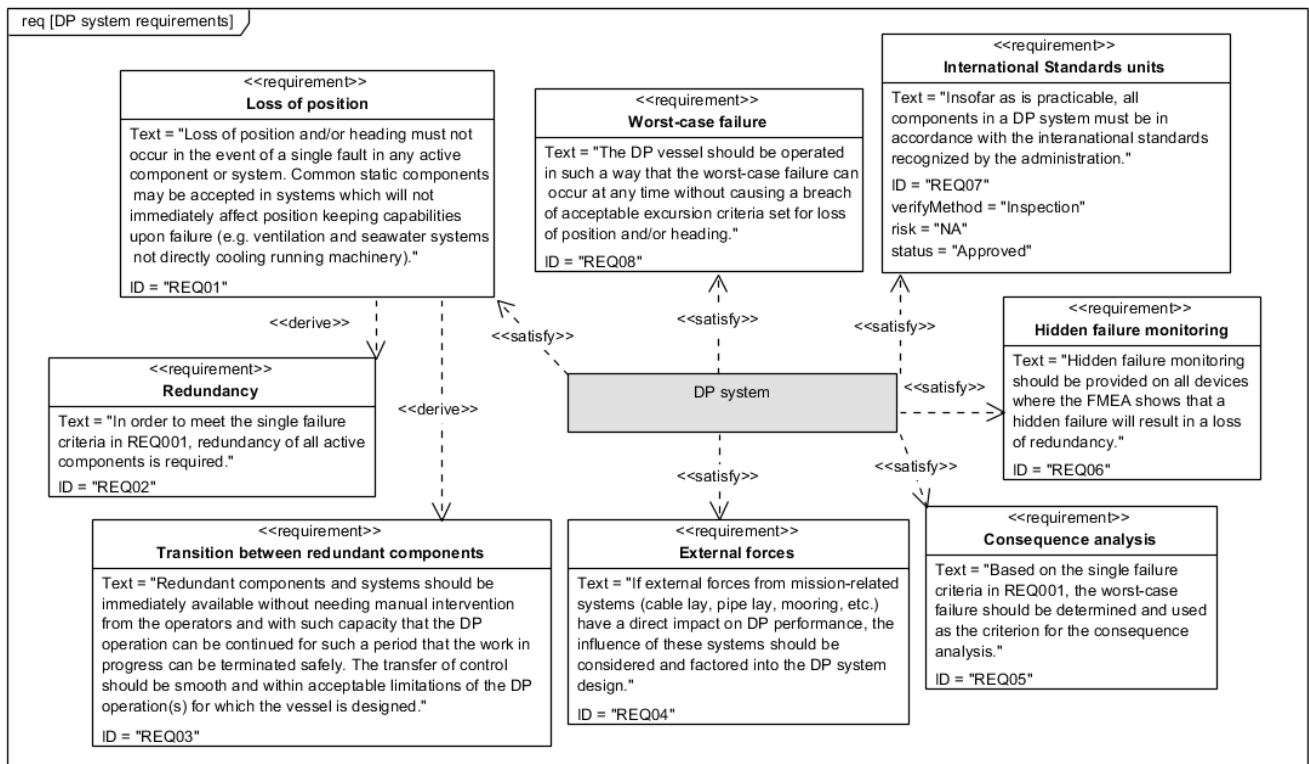 req [DP system requirements]
<<requirement>>
Loss of position
Text = "Loss of position and/or heading must not
occur in the event of a single fault in any active
component or system. Common static components
may be accepted in systems which will not
immediately affect position keeping capabilities
upon failure (e.g. ventilation and seawater systems
not directly cooling running machinery)."
ID = "REQ01"
<<requirement>>
Worst-case failure
Text = "The DP vessel should be operated
in such a way that the worst-case failure can
occur at any time without causing a breach
of acceptable excursion criteria set for loss
of position and/or heading."
ID = "REQ08"
<<requirement>>
International Standards units
Text = "Insofar as is practicable, all
components in a DP system must be in
accordance with the interanational standards
recognized by the administration."
ID = "REQ07"
verifyMethod = "Inspection"
risk = "NA"
status = "Approved"
<<derive>>
<<satisfy>>
<<satisfy>>
<<satisfy>>
<<requirement>>
Redundancy
Text = "In order to meet the single failure
criteria in REQ001, redundancy of all active
components is required."
ID = "REQ02"
<<derive>>
DP system
<<satisfy>>
<<requirement>>
Hidden failure monitoring
Text = "Hidden failure monitoring
should be provided on all devices
where the FMEA shows that a
hidden failure will result in a loss
of redundancy."
ID = "REQ06"
<<satisfy>>
<<satisfy>>
<<requirement>>
Transition between redundant components
Text = "Redundant components and systems should be
immediately available without needing manual intervention
from the operators and with such capacity that the DP
operation can be continued for such a period that the work in
progress can be terminated safely. The transfer of control
should be smooth and within acceptable limitations of the DP
operation(s) for which the vessel is designed."
ID = "REQ03"
<<requirement>>
External forces
Text = "If external forces from mission-related
systems (cable lay, pipe lay, mooring, etc.)
have a direct impact on DP performance, the
influence of these systems should be
considered and factored into the DP system
design."
ID = "REQ04"
<<requirement>>
Consequence analysis
Text = "Based on the single failure
criteria in REQ001, the worst-case
failure should be determined and used
as the criterion for the consequence
analysis."
ID = "REQ05"